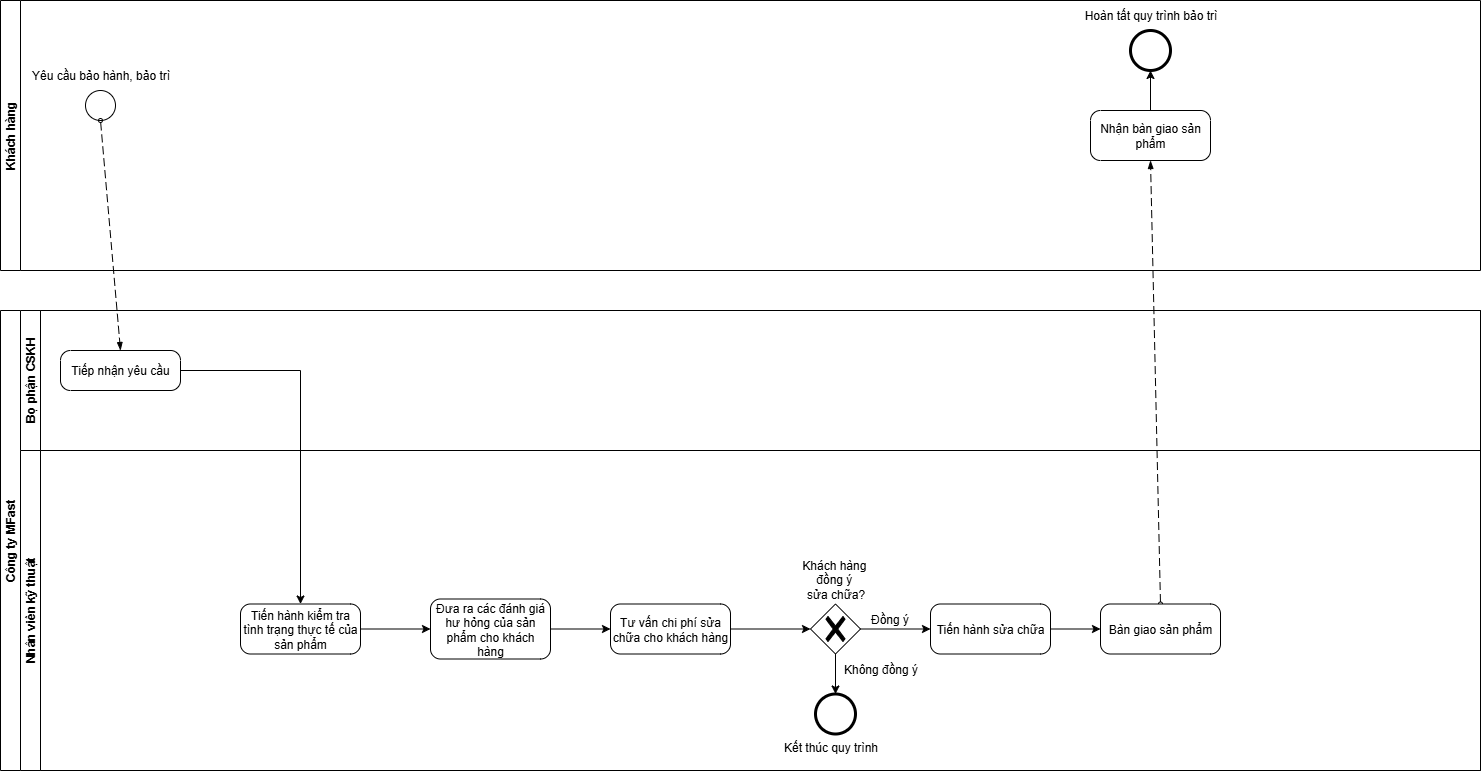 Hoàn tất quy trình bảo trì
Yêu cầu bảo hành, bảo trì
Khách hàng
Nhận bàn giao sản
phẩm
Công ty MFast
Bọ phận CSKH
Tiếp nhận yêu cầu
Nhân viên kỹ thuật
Tiến hành kiểm tra
tình trạng thực tế của
sản phẩm
Đưa ra các đánh giá
hư hỏng của sản
phẩm cho khách
hàng
Tư vấn chi phí sửa
chữa cho khách hàng
Khách hàng
đồng ý
sửa chữa?
Đồng ý
Tiến hành sửa chữa
Bàn giao sản phẩm
Không đồng ý
Kết thúc quy trình